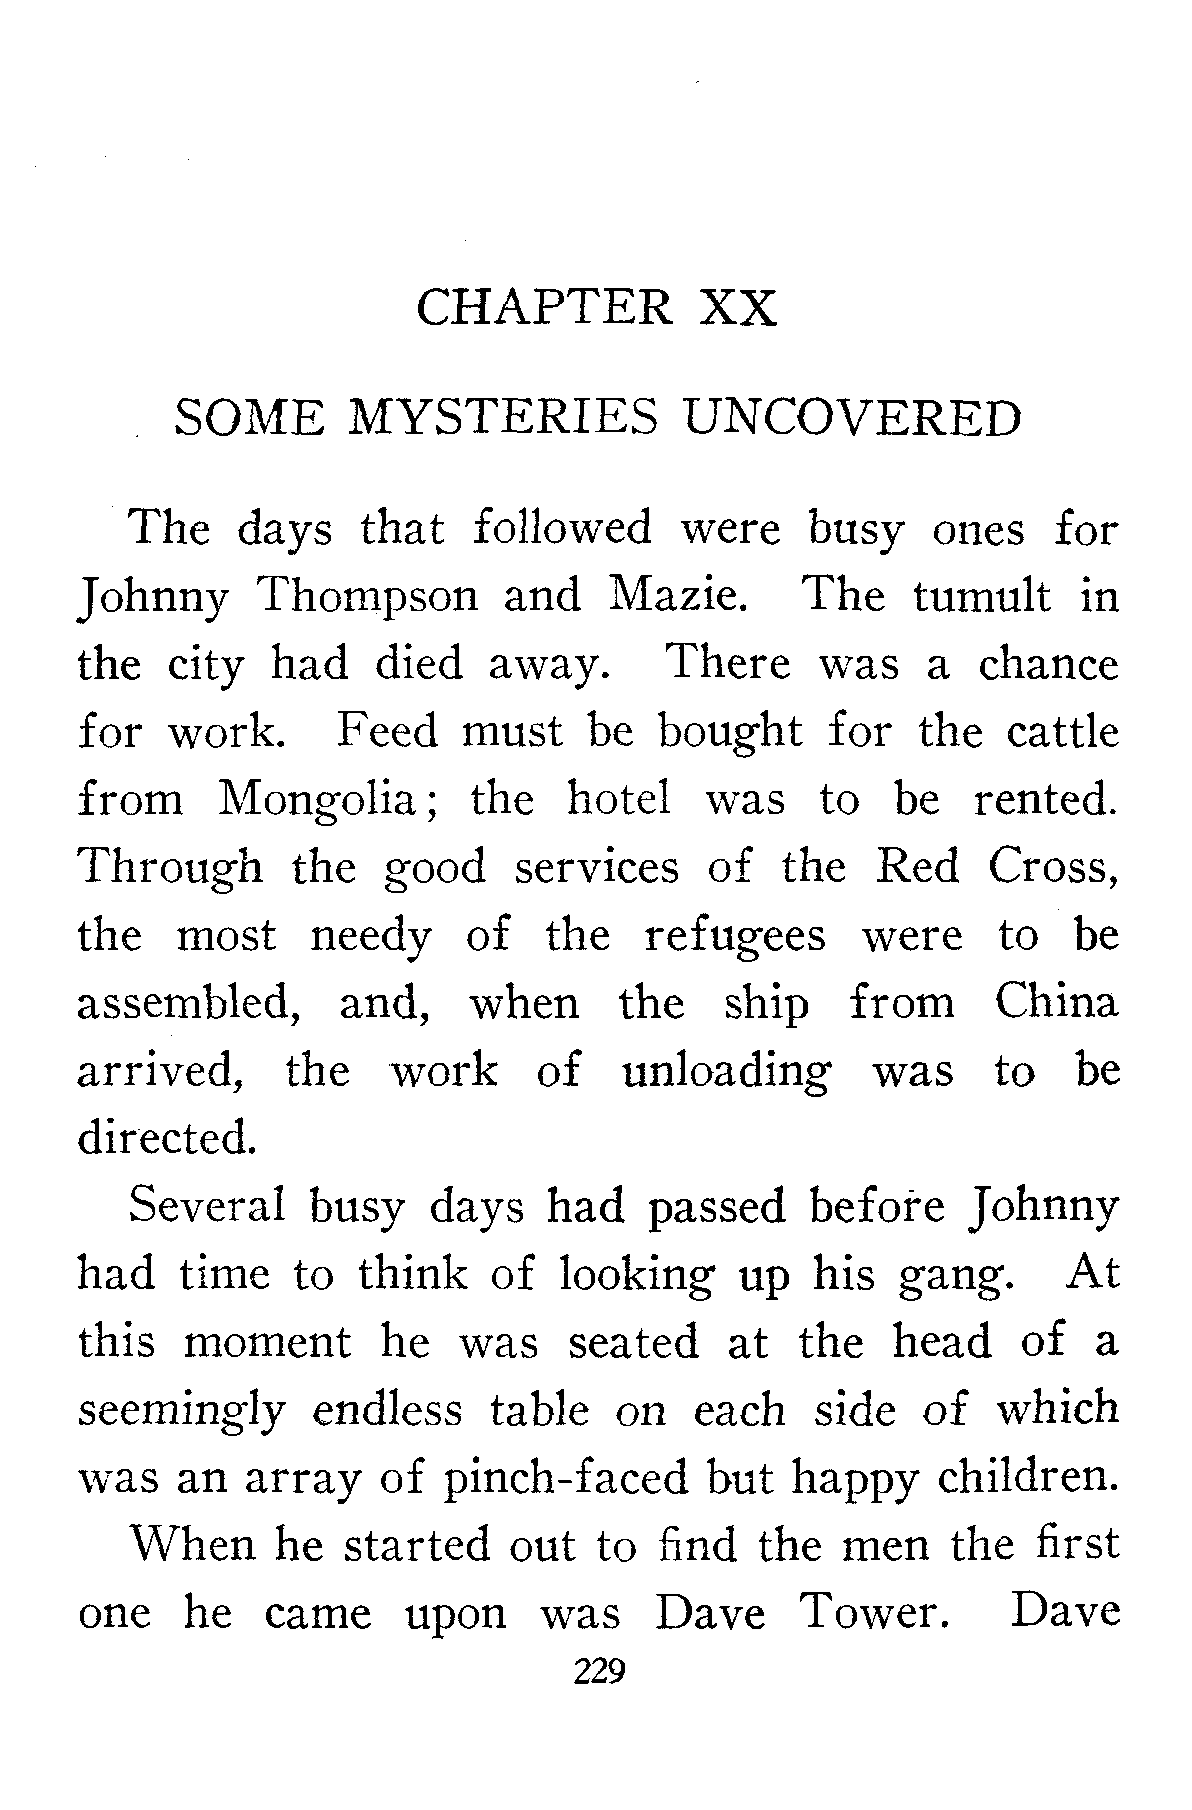 CHAPTER XX
SOME MYSTERIES UNCOVERED
The days that followed were busy ones for
Johnny Thompson and Mazie. The tumult in
the city had died away. There was a chance
for work. Feed must be bought for the cattle
from Mongolia; the hotel was to be rented.
Through the good services of the Red Cross,
the most needy of the refugees were to be
assembled, and, when the ship from China
arrived, the work of unloading was to be
directed.
Several busy days had passed before Johnny
had time to think of looking up his gang. At
this moment he was seated at the head of a
seemingly endless table on each side of which
was an array of pinch-faced but happy children.
When he started out to find the men the first
one he came upon was Dave Tower. Dave
229